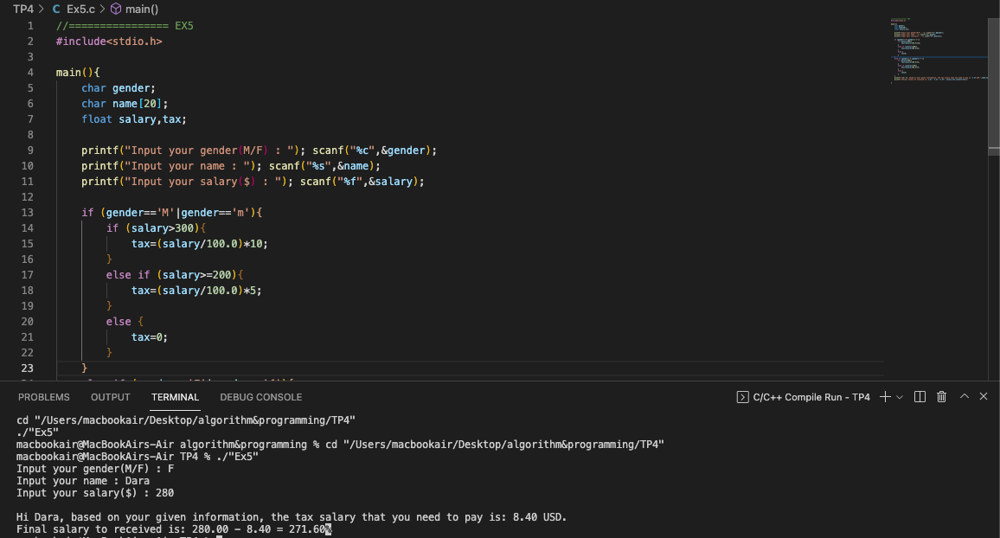 TP4 > C Ex5.c > main()
1 //================ EX5
2 #include<stdio.h>
3
4 main(){
5 char gender;
6 char name[20];
7 float salary,tax;
8
9 printf("Input your gender(M/F) : "); scanf("%c",&gender);
10 printf("Input your name : "); scanf("%s",&name);
11 printf("Input your salary($) : "); scanf("%f",&salary);
12
13 if (gender=='M'|gender=='m'){
14 if (salary>300){
15 tax=(salary/100.0)*10;
16 }
17 else if (salary>=200){
18 tax=(salary/100.0)*5;
19 }
20 else {
21 tax=0;
22 }
23 }
PROBLEMS OUTPUT TERMINAL DEBUG CONSOLE C/C++ Compile Run - TP4
cd "/Users/macbookair/Desktop/algorithm&programming/TP4"
./"Ex5"
macbookair@MacBookAirs-Air algorithm&programming % cd "/Users/macbookair/Desktop/algorithm&programming/TP4"
macbookair@MacBookAirs-Air TP4 % ./"Ex5"
Input your gender(M/F) : F
Input your name : Dara
Input your salary($) : 280

Hi Dara, based on your given information, the tax salary that you need to pay is: 8.40 USD.
Final salary to received is: 280.00 - 8.40 = 271.60%